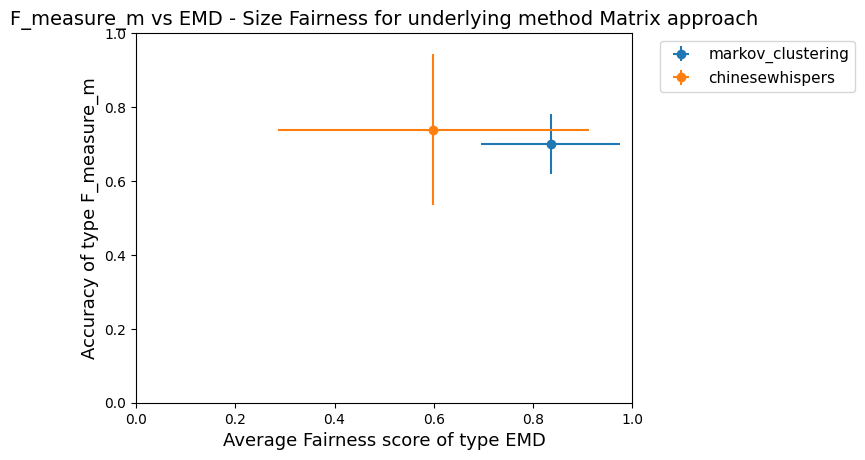 F_measure_m vs EMD - Size Fairness for underlying method Matrix approach
markov_clustering
chinesewhispers
Accuracy of type F_measure_m
1.0
0.8
0.6
0.4
0.2
0.0
0.0 0.2 0.4 0.6 0.8 1.0
Average Fairness score of type EMD